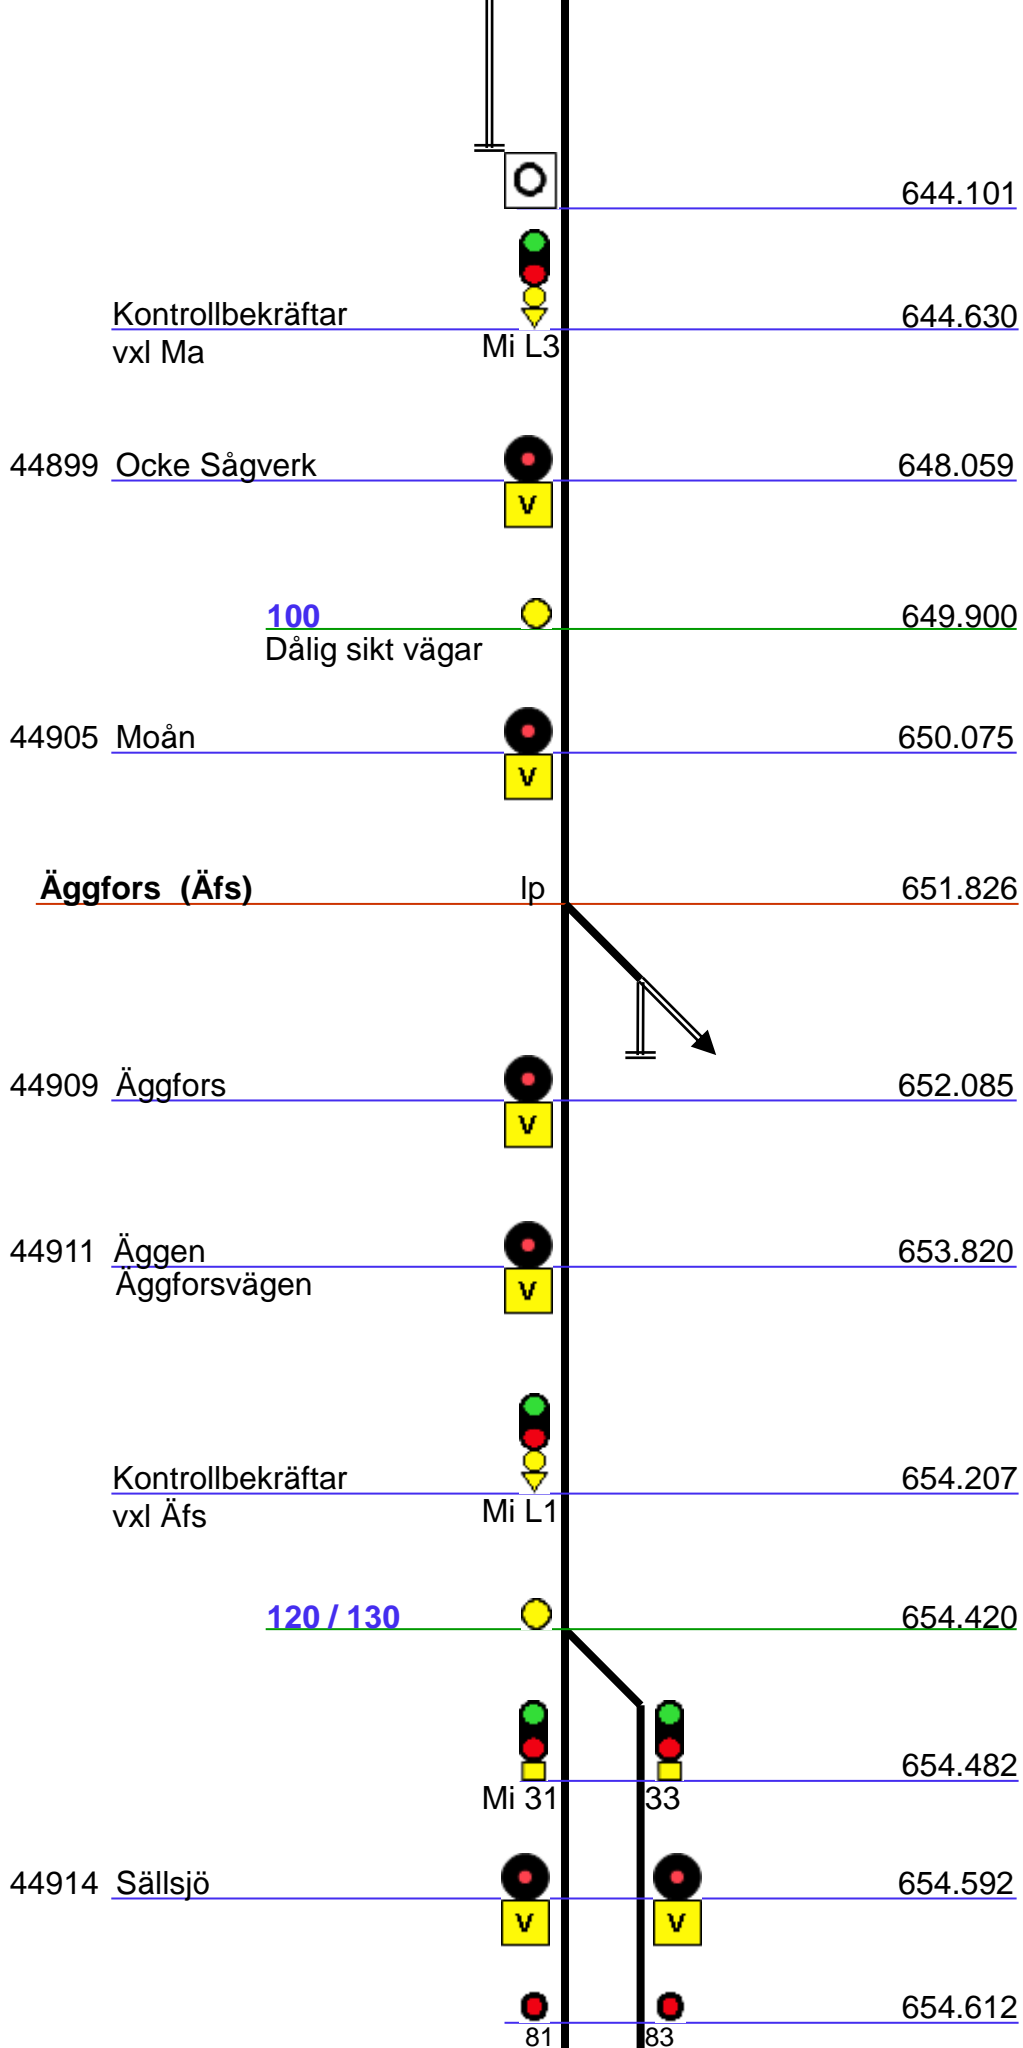 O
644.101
Kontrollbekräftar 644.630
vxl Ma Mi L3
44899 Ocke Sågverk 648.059
V
100 649.900
Dålig sikt vägar
44905 Moån 650.075
V
Äggfors (Äfs) lp 651.826
44909 Äggfors 652.085
V
44911 Äggen 653.820
Äggforsvägen V
Kontrollbekräftar 654.207
vxl Äfs Mi L1
120 / 130 654.420
654.482
Mi 31 33
44914 Sällsjö 654.592
V V
654.612
81 83